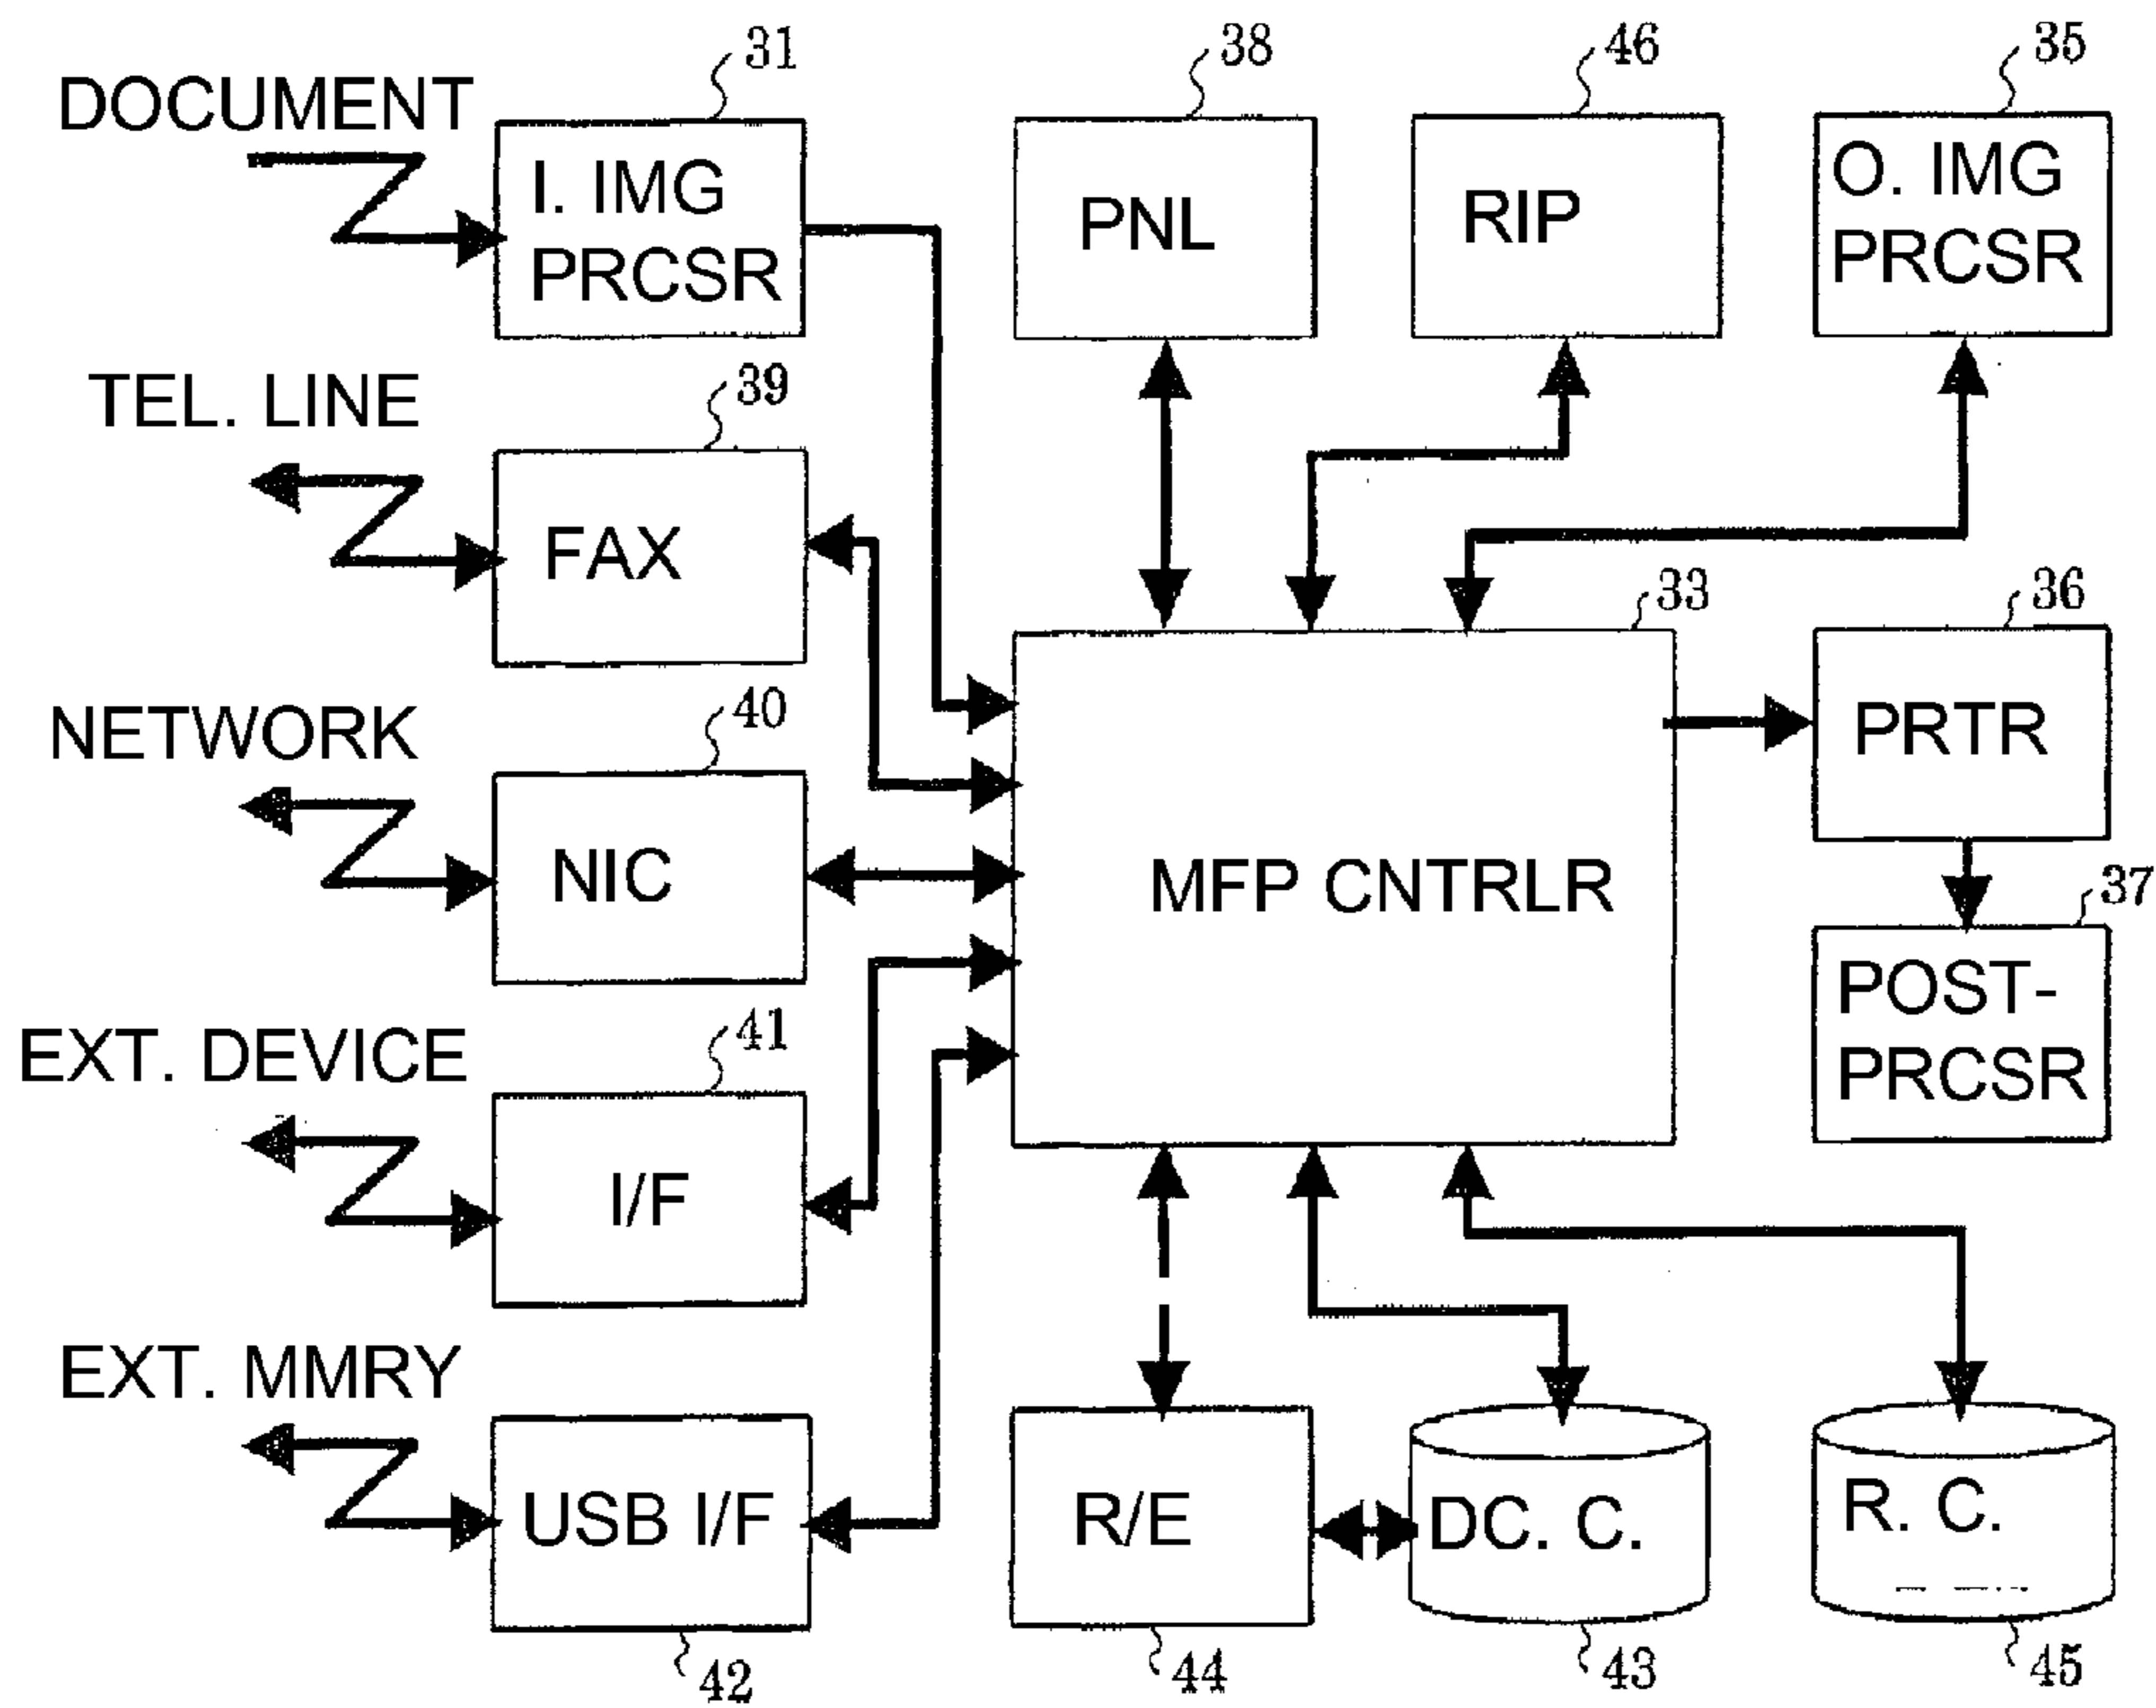 31
38
46
35
DOCUMENT
I. IMG
PRCSR
PNL
RIP
O. IMG
PRCSR
TEL. LINE
39
FAX
33
36
NETWORK
40
NIC
MFP CNTRLR
PRTR
37
POST-
PRCSR
EXT. DEVICE
41
I/F
EXT. MMRY
USB I/F
R/E
DC. C.
R. C.
42
44
43
45